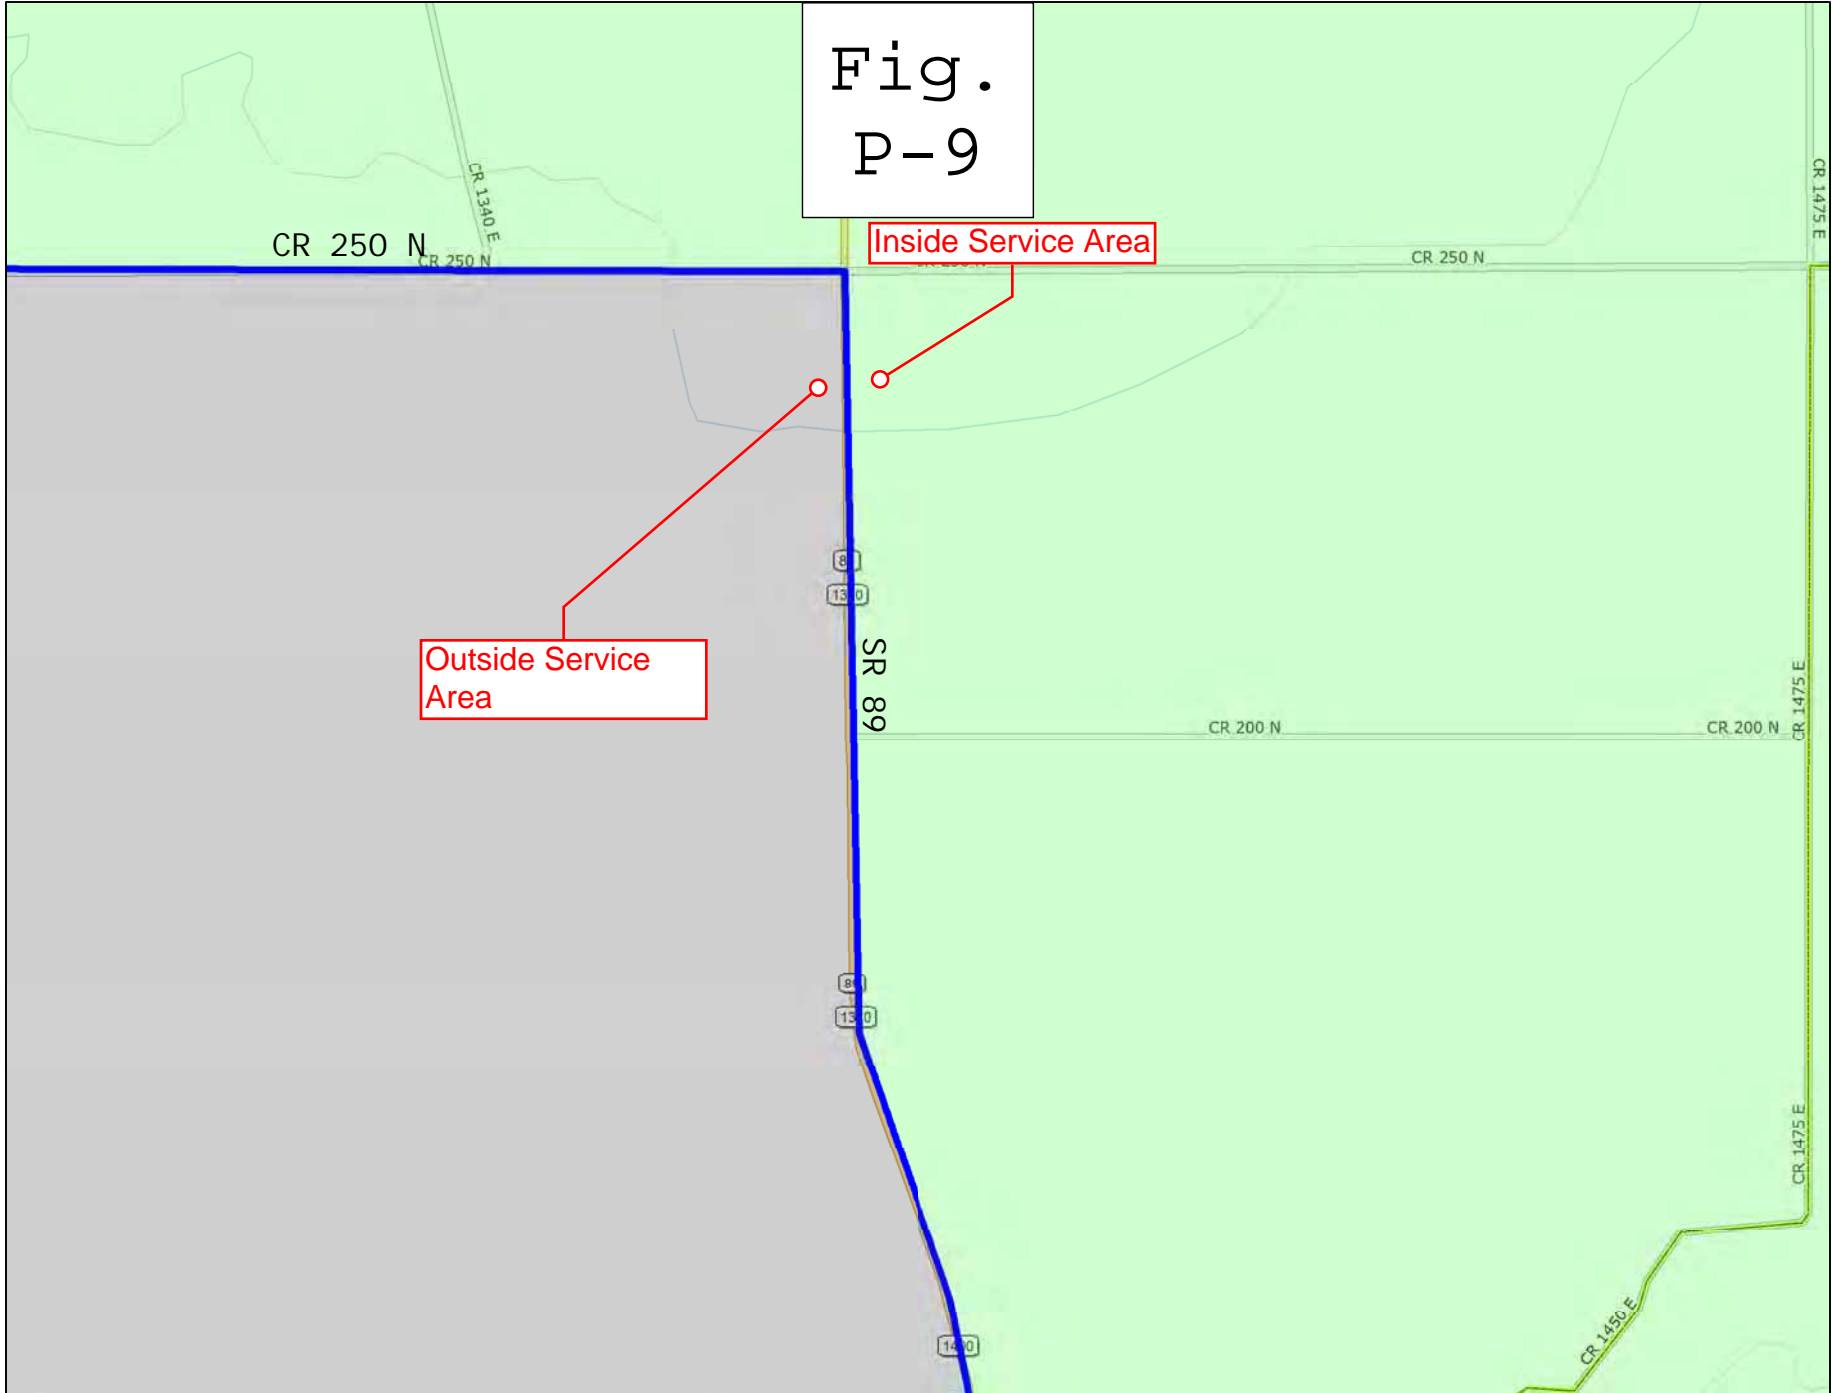 Fig.
P-9
CR 1340 E
CR 1475 E
Inside Service Area
CR 250 N
CR 250 N
CR 250 N
Outside Service
Area
SR 89
CR 200 N
CR 200 N
CR 1475 E
CR 1475 E
CR 1450 E